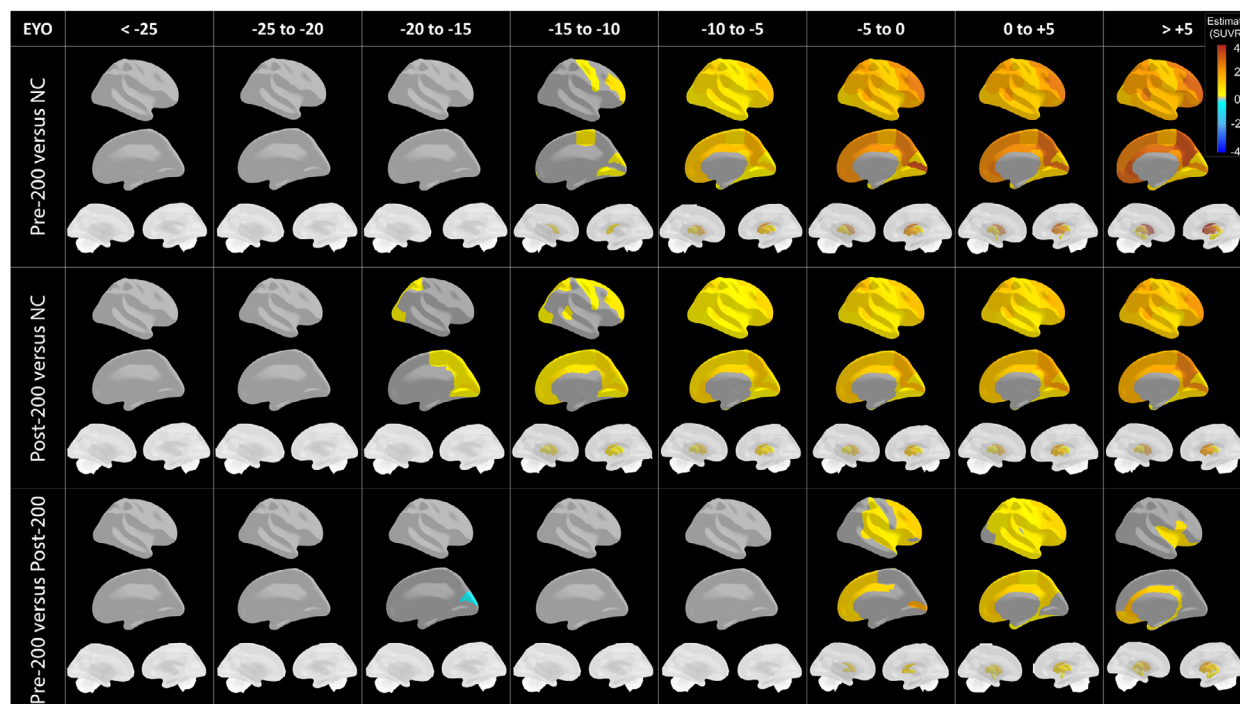 EYO < -25 -25 to -20 -20 to -15 -15 to -10 -10 to -5 -5 to 0 0 to +5 > +5
Estimat
(SUVR
4
2
0
-2
-4
Pre-200 versus NC
Post-200 versus NC
Pre-200 versus Post-200